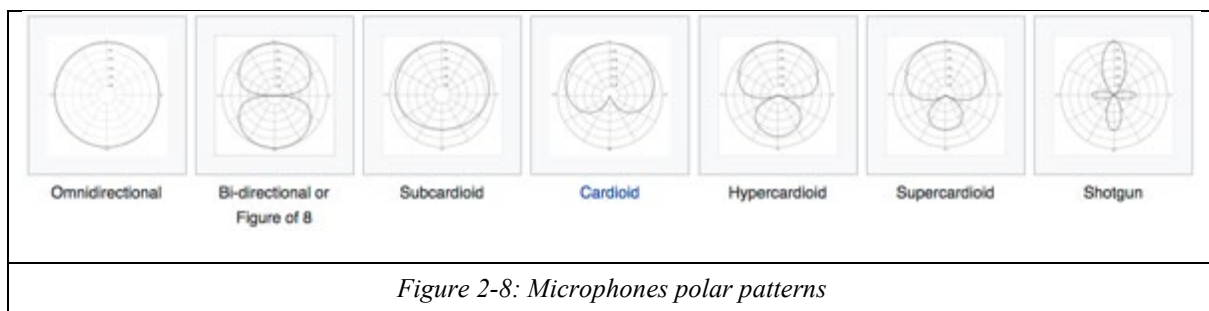 Omnidirectional
Bi-directional or
Figure of 8
Subcardioid
Cardioid
Hypercardioid
Supercardioid
Shotgun
Figure 2-8: Microphones polar patterns